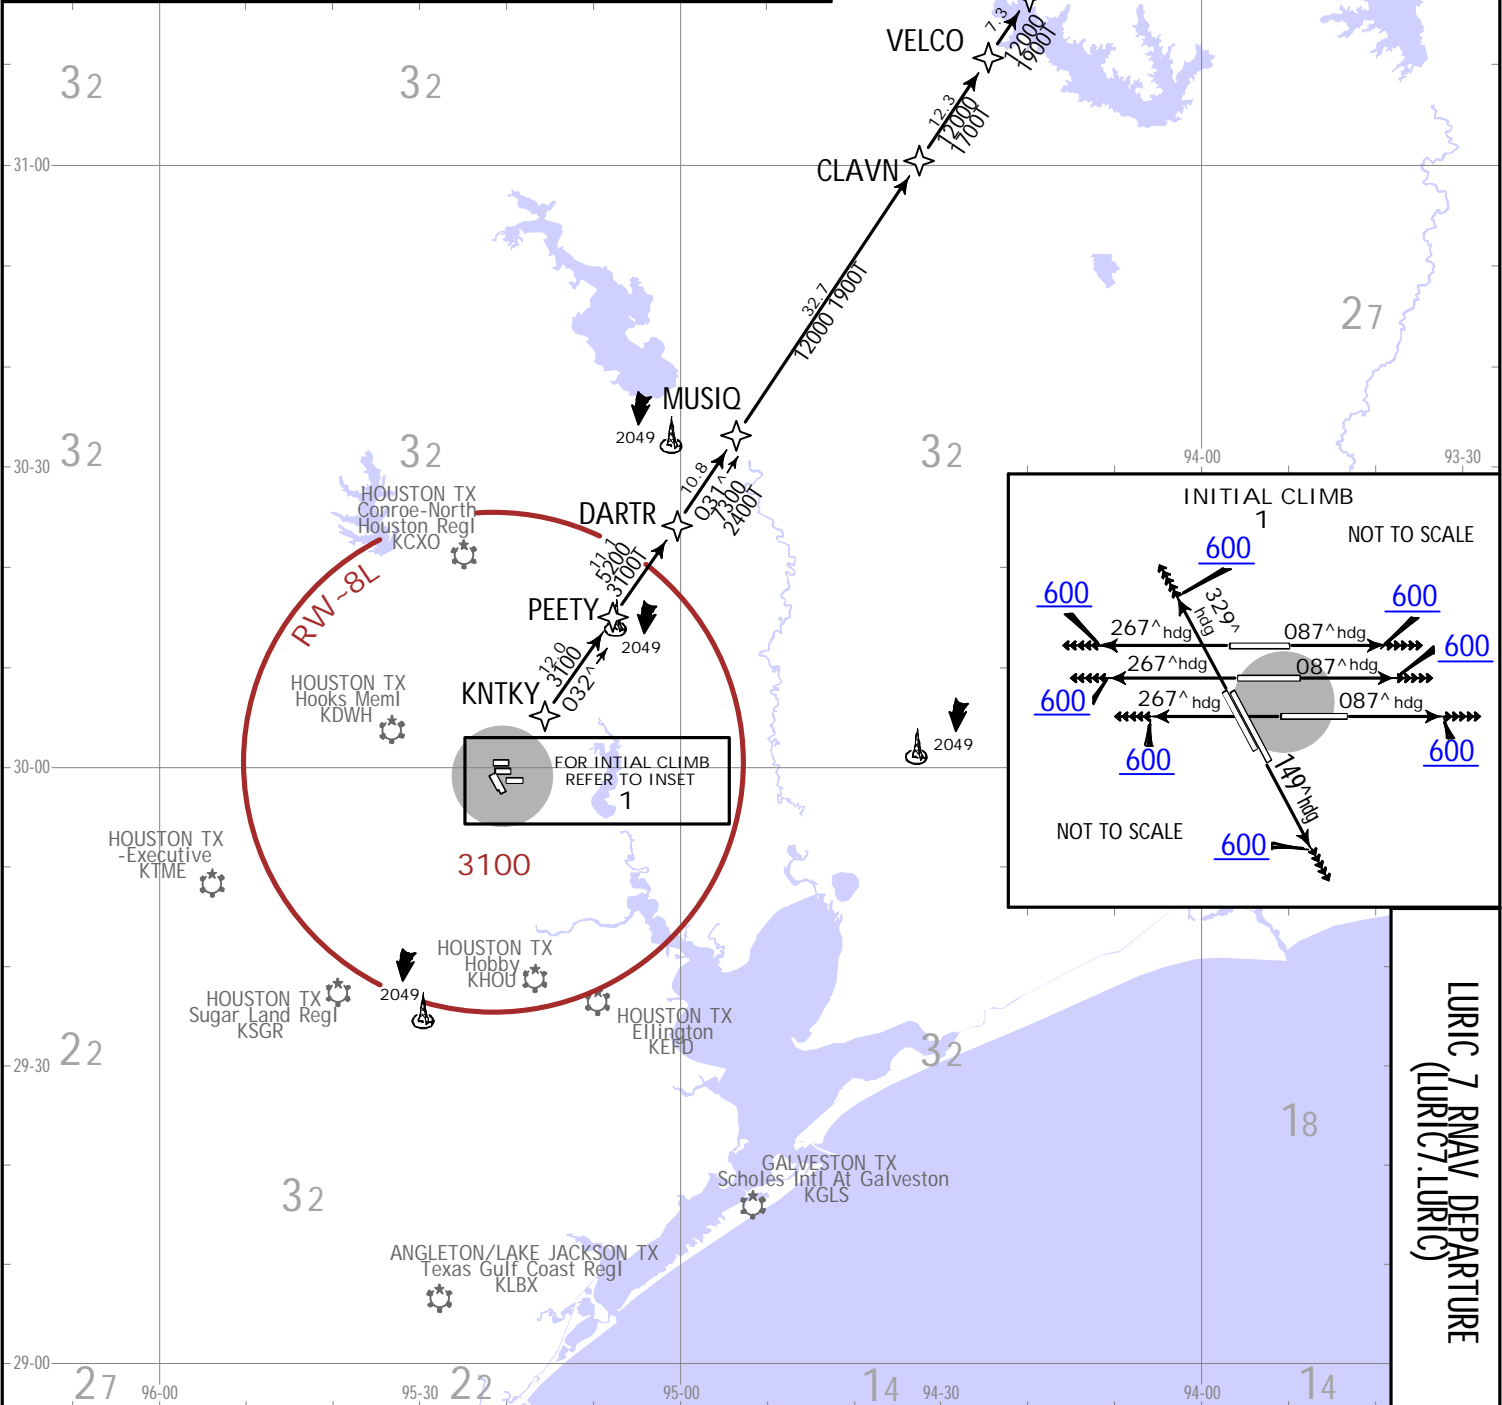 7.3
12000
1900T
VELCO
32
32
12.3
12000
1700T
31-00
CLAVN
32.7
12000 1900T
27
MUSIQ
2049
32
32
32
94-00
93-30
30-30
10.8
031^
7300
2400T
HOUSTON TX
Conroe-North
Houston Regl
KCXO
DARTR
11.1
5200
3100T
RW~8L
PEETY
2049
12.0
3100
032^
KNTKY
HOUSTON TX
Hooks Meml
KDWH
2049
FOR INTIAL CLIMB
REFER TO INSET
1
30-00
INITIAL CLIMB
1
NOT TO SCALE
600
600
600
329^
hdg
267^hdg
087^hdg
600
267^hdg
087^hdg
600
267^hdg
087^hdg
600
600
149^hdg
NOT TO SCALE
600
HOUSTON TX
-Executive
KTME
3100
HOUSTON TX
Hobby
KHOU
2049
HOUSTON TX
Sugar Land Regl
KSGR
HOUSTON TX
Ellington
KEFD
22
32
29-30
18
GALVESTON TX
Scholes Intl At Galveston
KGLS
32
ANGLETON/LAKE JACKSON TX
Texas Gulf Coast Regl
KLBX
LURIC 7 RNAV DEPARTURE
(LURIC7.LURIC)
29-00
27
96-00
95-30
22
95-00
14
94-30
94-00
14